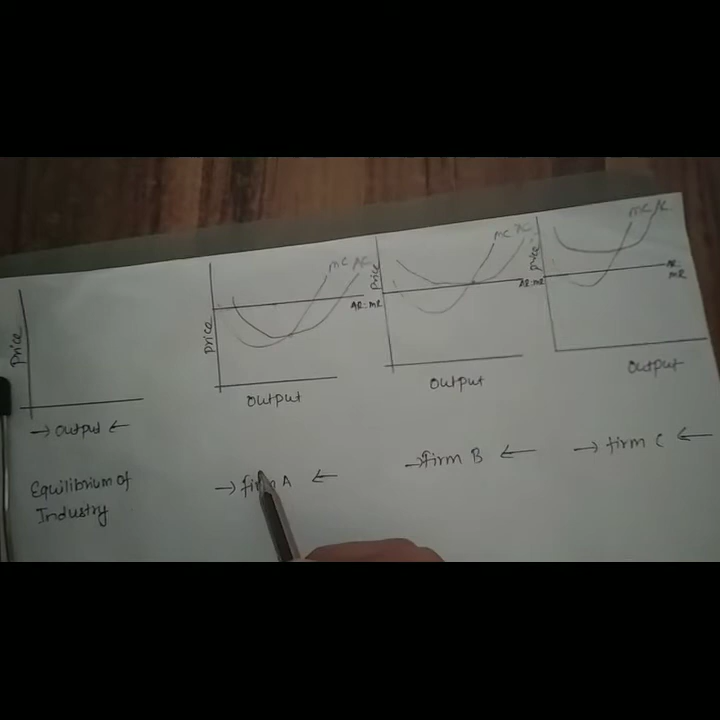 Price
→ Output ←
Equilibrium of
Industry
Price
MC AC
AR=MR
Output
→ firm A ←
Price
MC AC
AR=MR
Output
→ firm B ←
Price
MC AC
AR=
MR
Output
→ firm C ←